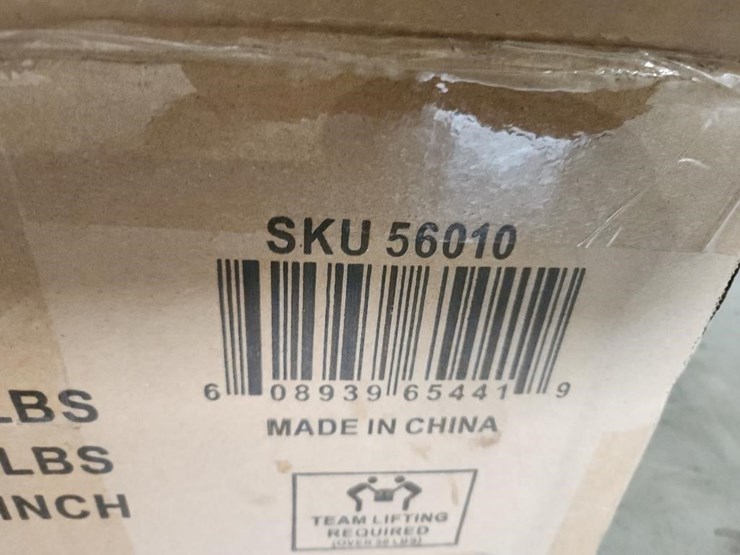 SKU 56010
6 08939 65441 9
MADE IN CHINA
LBS
LBS
INCH
TEAM LIFTING
REQUIRED